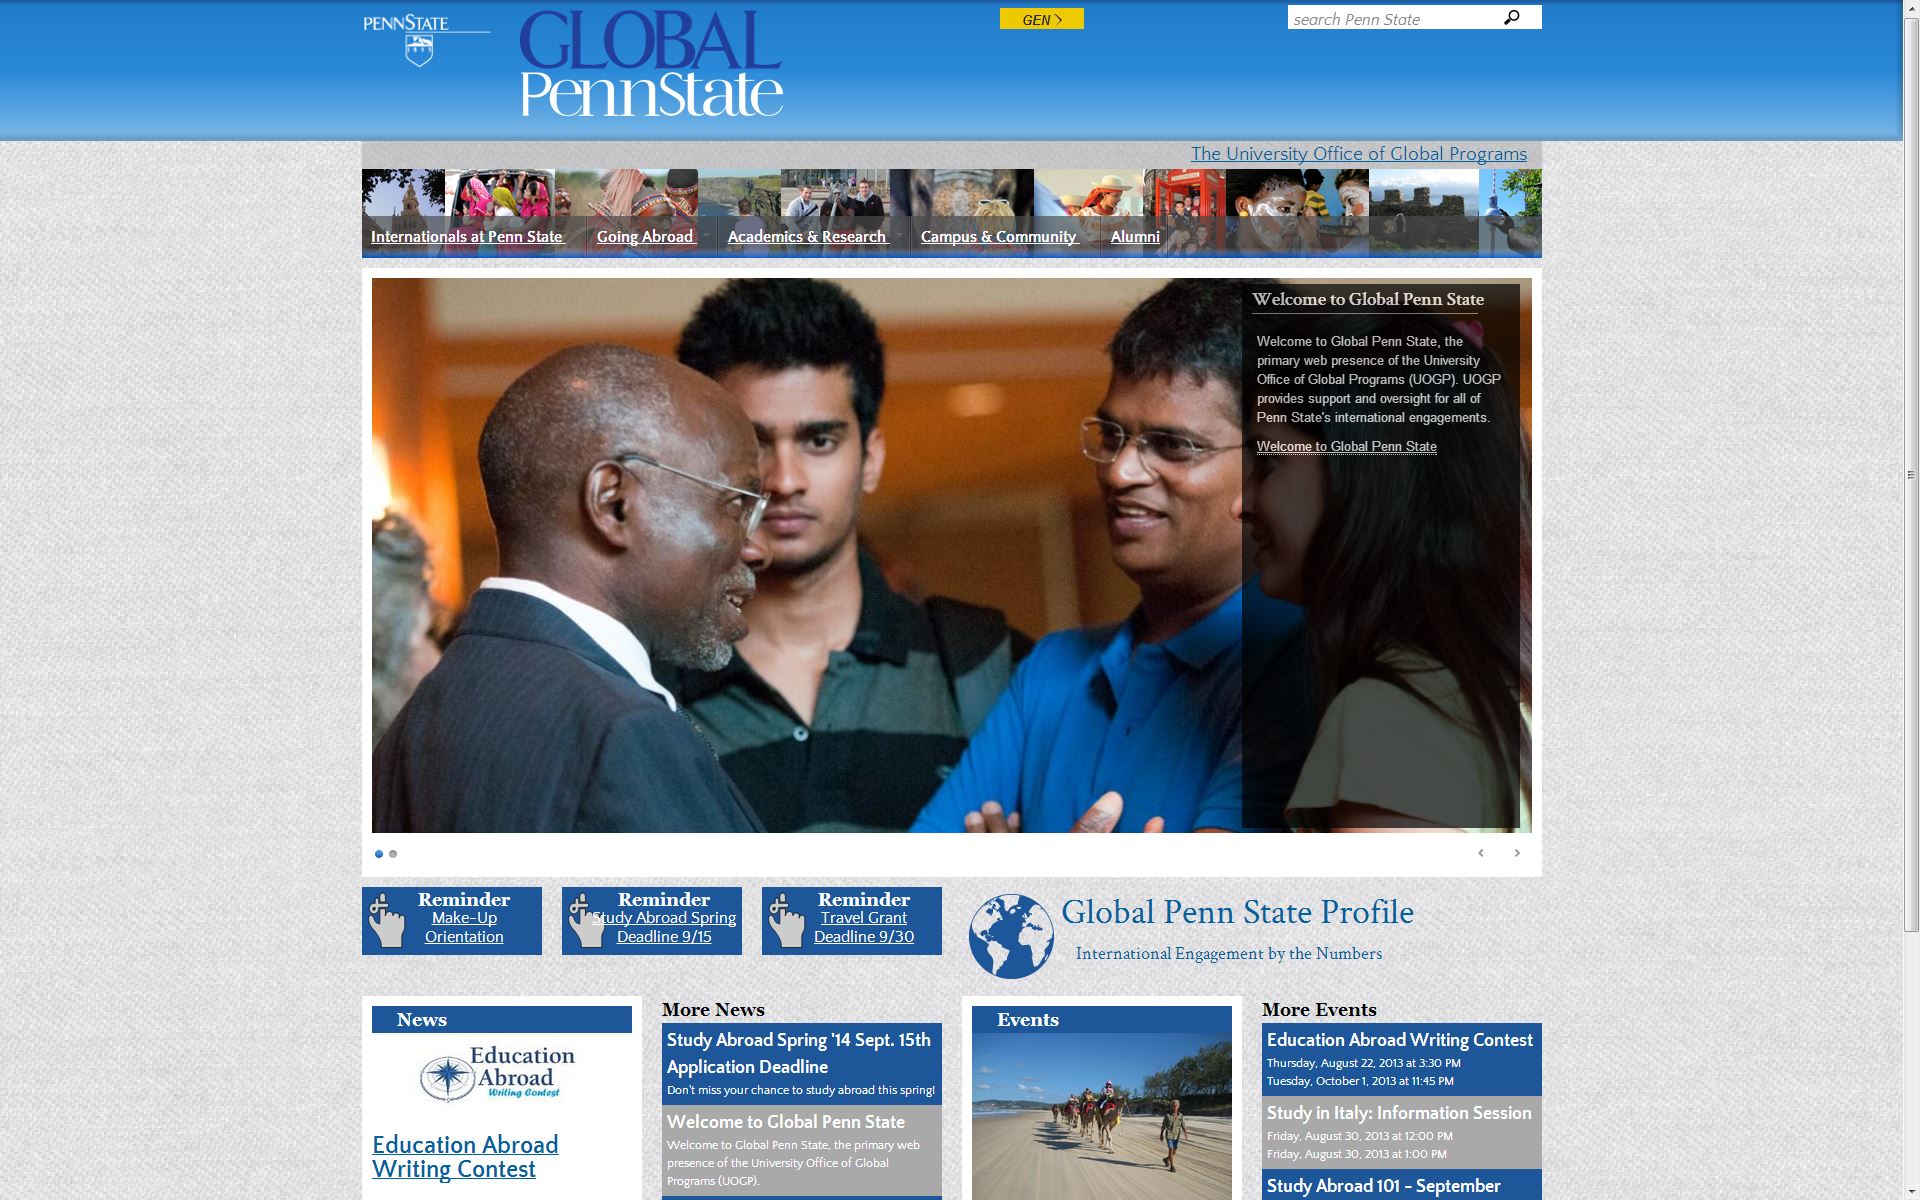 PENNSTATE
1855
GLOBAL
PennState
GEN >
search Penn State
The University Office of Global Programs
Internationals at Penn State
Going Abroad
Academics & Research
Campus & Community
Alumni
Welcome to Global Penn State
Welcome to Global Penn State, the
primary web presence of the University
Office of Global Programs (UOGP). UOGP
provides support and oversight for all of
Penn State's international engagements.
Welcome to Global Penn State
Reminder
Make-Up
Orientation
Reminder
Study Abroad Spring
Deadline 9/15
Reminder
Travel Grant
Deadline 9/30
Global Penn State Profile
International Engagement by the Numbers
News
Education
Abroad
Writing Contest
Education Abroad
Writing Contest
More News
Study Abroad Spring '14 Sept. 15th
Application Deadline
Don't miss your chance to study abroad this spring!
Welcome to Global Penn State
Welcome to Global Penn State, the primary web
presence of the University Office of Global
Programs (UOGP).
Events
More Events
Education Abroad Writing Contest
Thursday, August 22, 2013 at 3:30 PM
Tuesday, October 1, 2013 at 11:45 PM
Study in Italy: Information Session
Friday, August 30, 2013 at 12:00 PM
Friday, August 30, 2013 at 1:00 PM
Study Abroad 101 - September